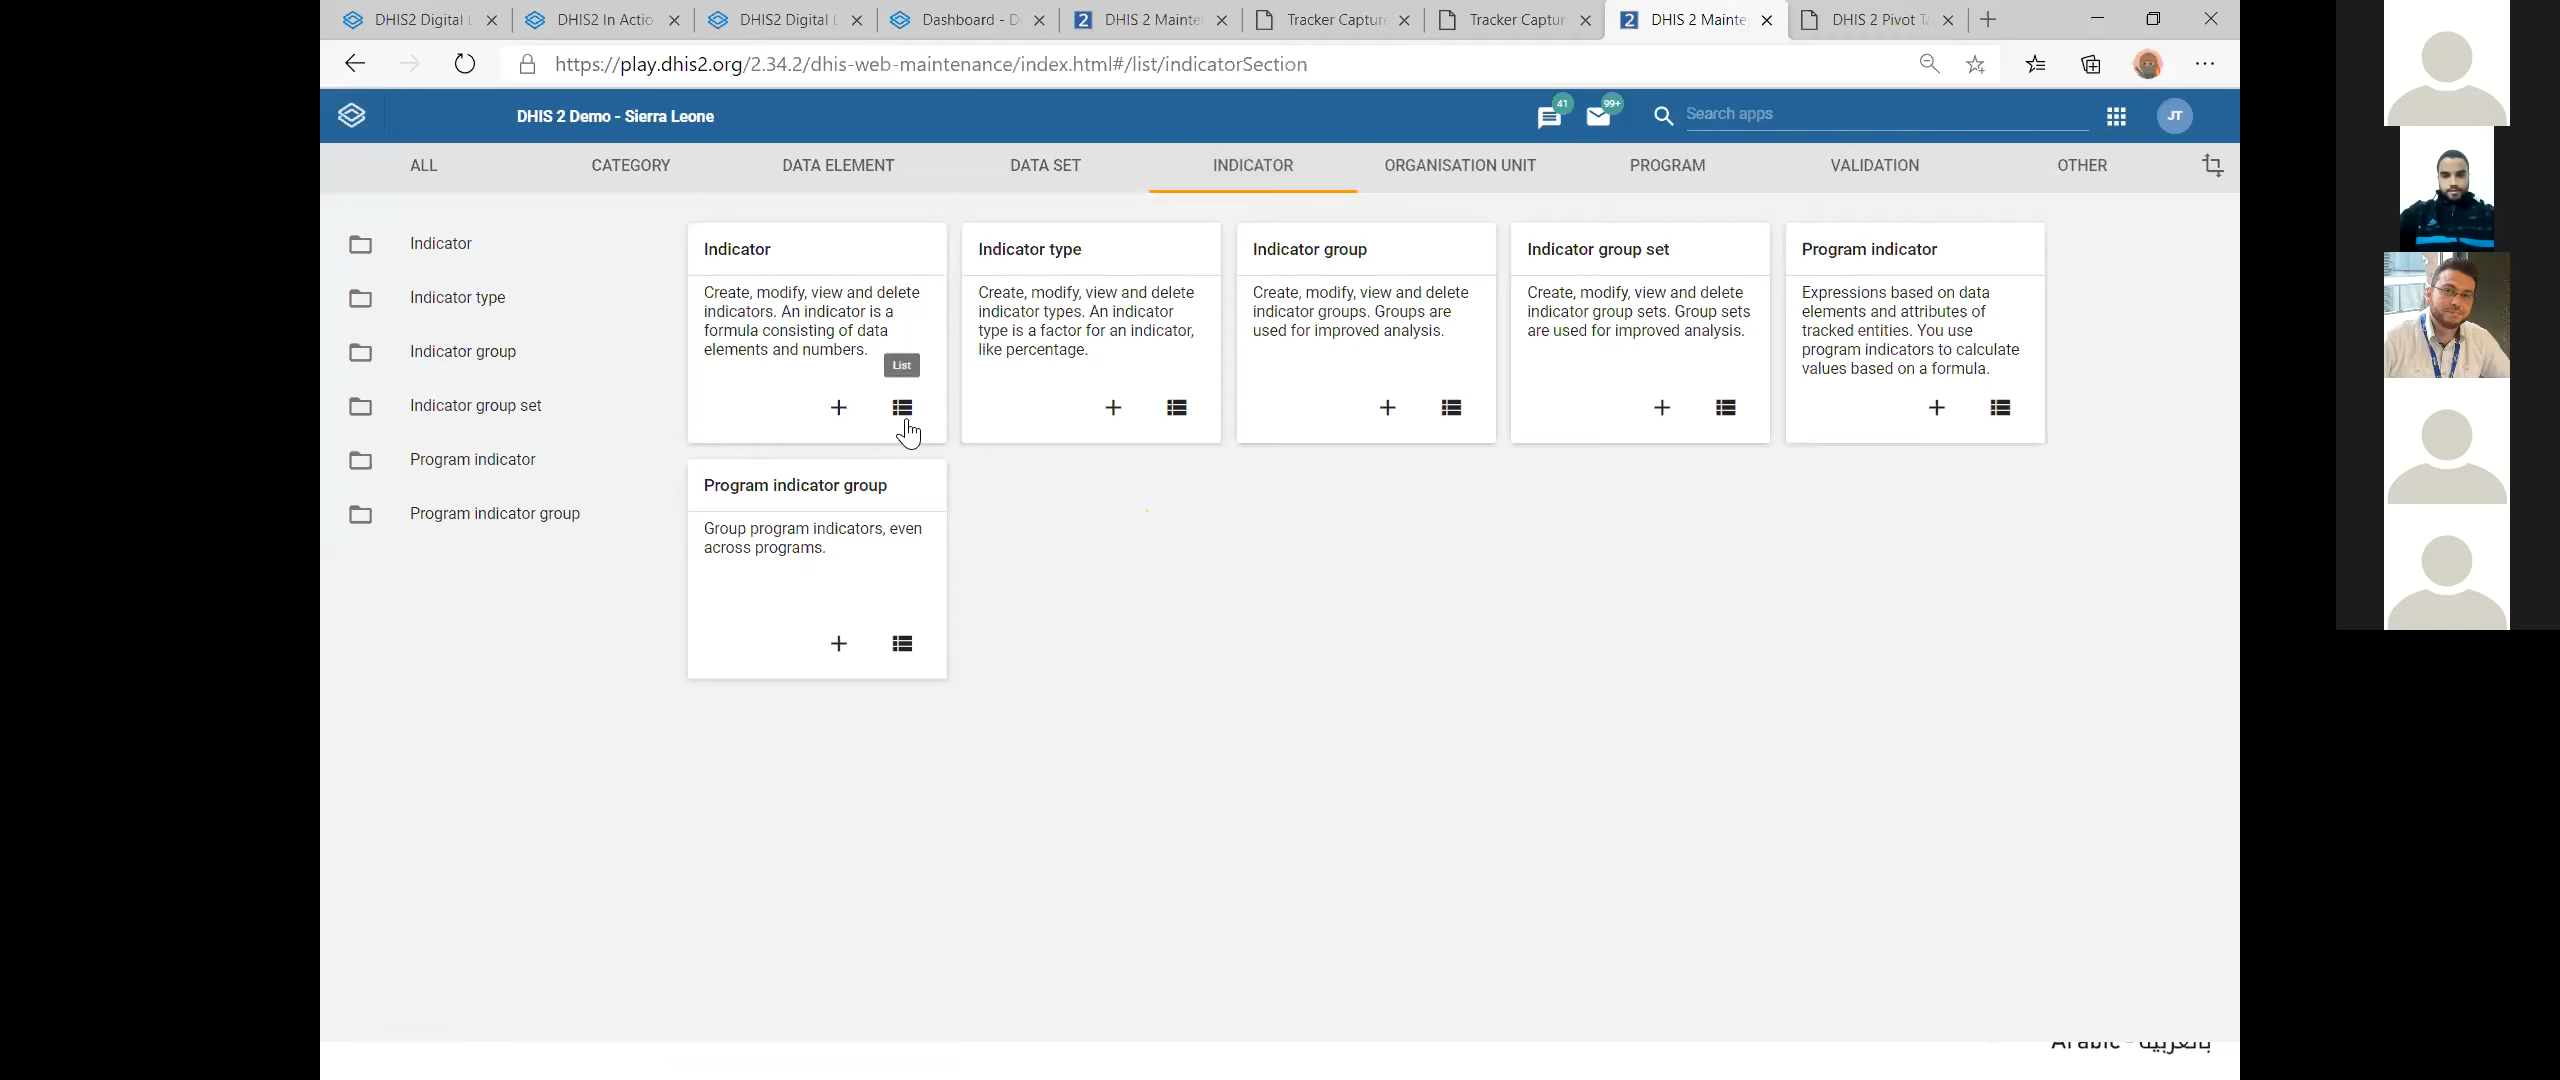 DHIS2 Digital
DHIS2 In Actio
DHIS2 Digital
Dashboard - D
2 DHIS 2 Mainte
Tracker Capture
Tracker Captur
2 DHIS 2 Mainte
DHIS 2 Pivot Ta
https://play.dhis2.org/2.34.2/dhis-web-maintenance/index.html#/list/indicatorSection
DHIS 2 Demo - Sierra Leone
41
99+
Search apps
JT
ALL
CATEGORY
DATA ELEMENT
DATA SET
INDICATOR
ORGANISATION UNIT
PROGRAM
VALIDATION
OTHER
Indicator
Indicator type
Indicator group
Indicator group set
Program indicator
Program indicator group
Indicator
Create, modify, view and delete
indicators. An indicator is a
formula consisting of data
elements and numbers.
List
Indicator type
Create, modify, view and delete
indicator types. An indicator
type is a factor for an indicator,
like percentage.
Indicator group
Create, modify, view and delete
indicator groups. Groups are
used for improved analysis.
Indicator group set
Create, modify, view and delete
indicator group sets. Group sets
are used for improved analysis.
Program indicator
Expressions based on data
elements and attributes of
tracked entities. You use
program indicators to calculate
values based on a formula.
Program indicator group
Group program indicators, even
across programs.
Arabic - بالعربية